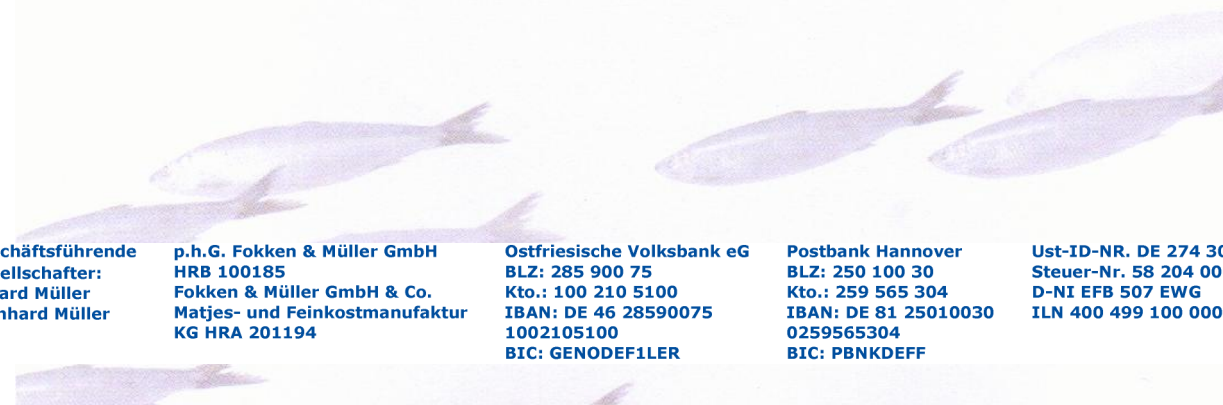 chäftsführende
ellschafter:
ard Müller
nhard Müller
p.h.G. Fokken & Müller GmbH
HRB 100185
Fokken & Müller GmbH & Co.
Matjes- und Feinkostmanufaktur
KG HRA 201194
Ostfriesische Volksbank eG
BLZ: 285 900 75
Kto.: 100 210 5100
IBAN: DE 46 28590075
1002105100
BIC: GENODEF1LER
Postbank Hannover
BLZ: 250 100 30
Kto.: 259 565 304
IBAN: DE 81 25010030
0259565304
BIC: PBNKDEFF
Ust-ID-NR. DE 274 30
Steuer-Nr. 58 204 00
D-NI EFB 507 EWG
ILN 400 499 100 000